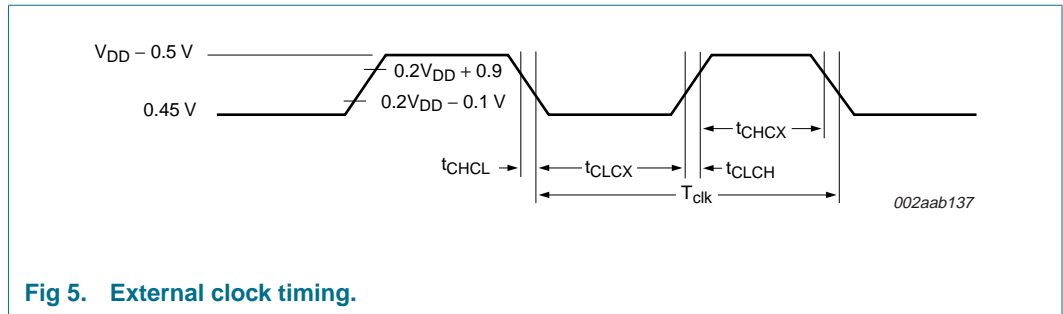 V_DD − 0.5 V
0.2V_DD + 0.9
0.2V_DD − 0.1 V
0.45 V
t_CHCX
t_CHCL
t_CLCX
t_CLCH
T_clk
002aab137
Fig 5. External clock timing.